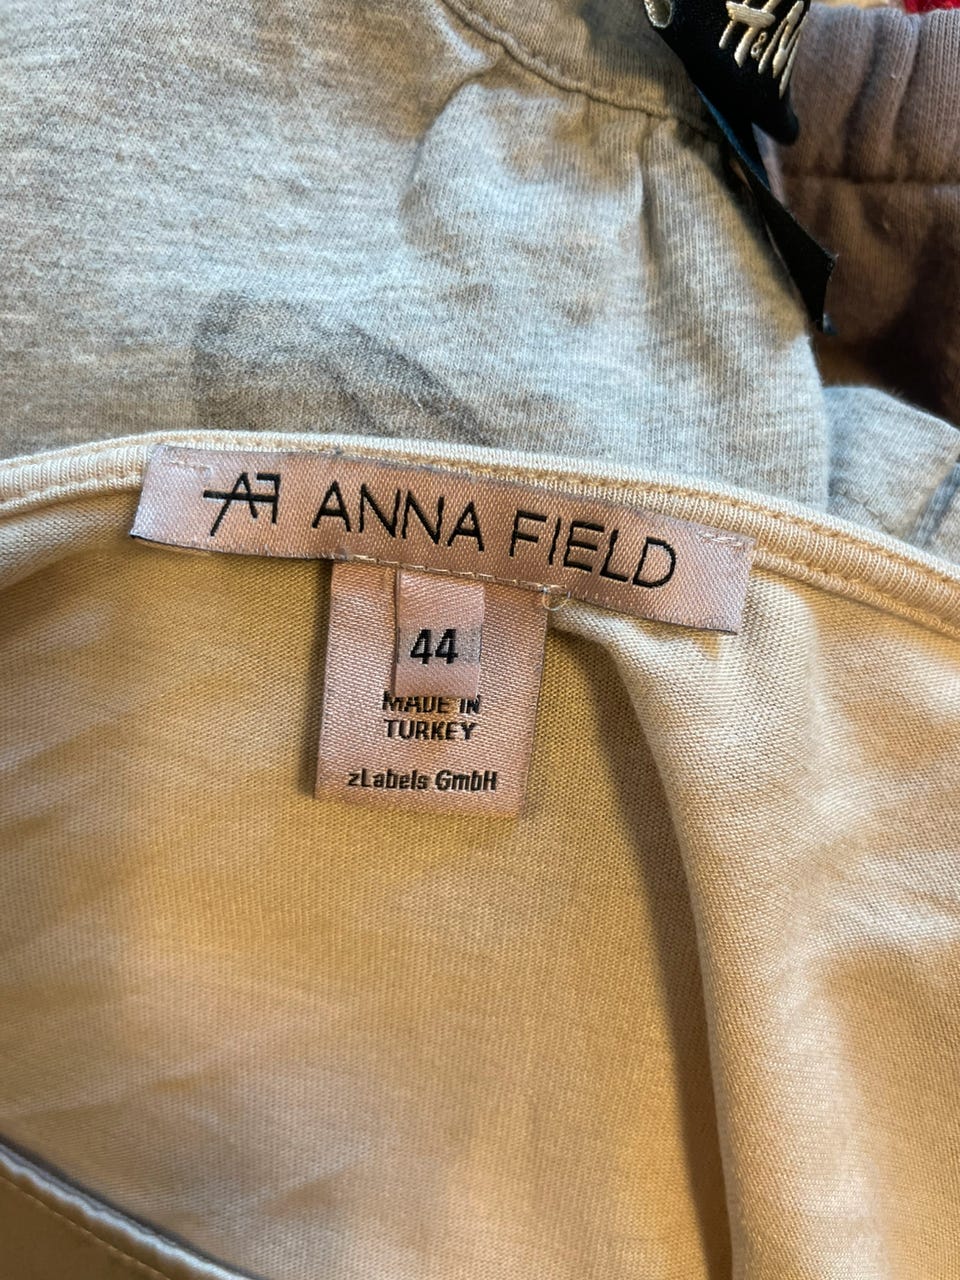 H&M
AF ANNA FIELD
44
MADE IN
TURKEY
zLabels GmbH